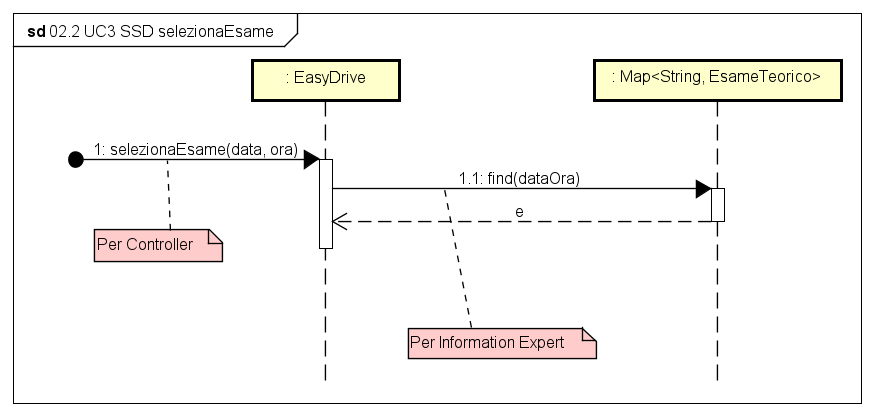 sd 02.2 UC3 SSD selezionaEsame
: EasyDrive
: Map<String, EsameTeorico>
1: selezionaEsame(data, ora)
1.1: find(dataOra)
e
Per Controller
Per Information Expert